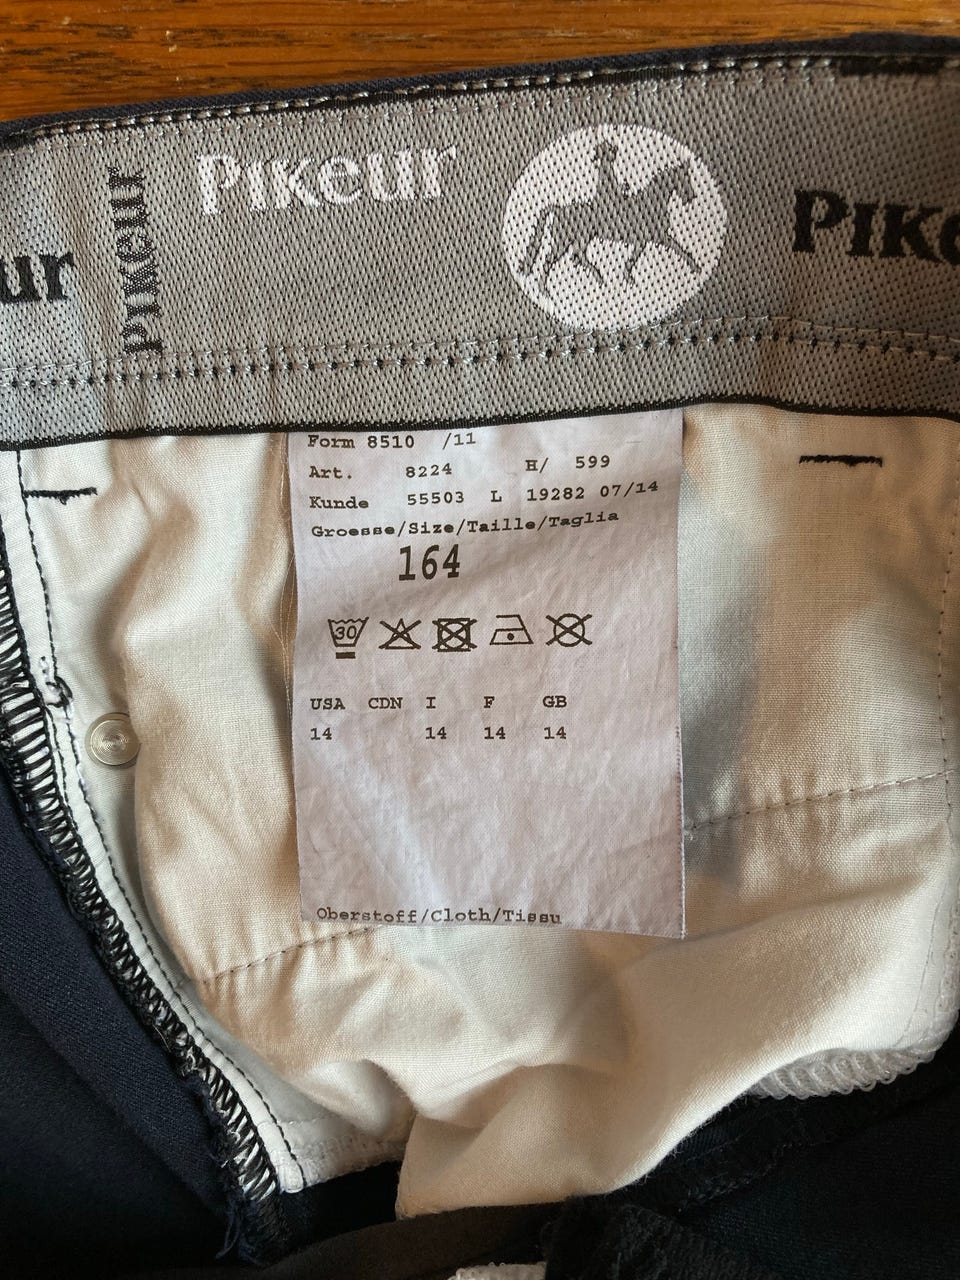 PIKeur
PIKeur
ur
PIKe
Form 8510 /11
Art. 8224 H/ 599
Kunde 55503 L 19282 07/14
Groesse/Size/Taille/Taglia
164
30
USA CDN I F GB
14 14 14 14
Oberstoff/Cloth/Tissu